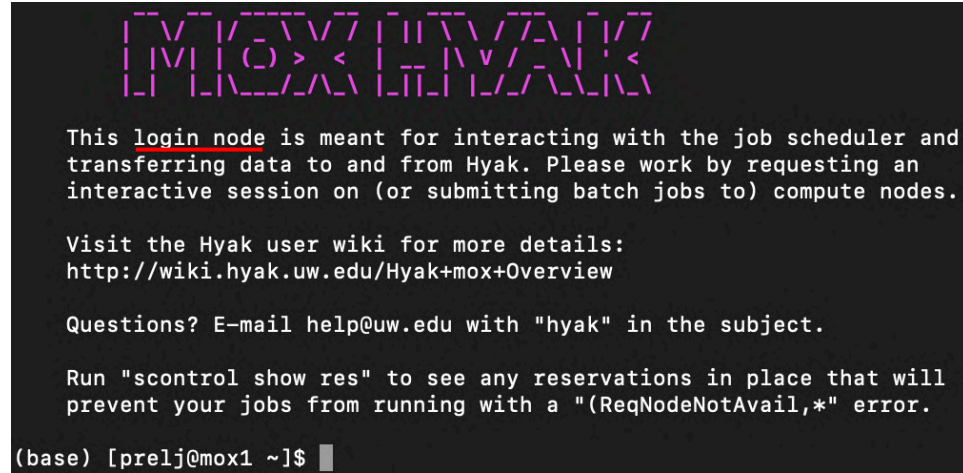 MOX HYAK
This login node is meant for interacting with the job scheduler and
transferring data to and from Hyak. Please work by requesting an
interactive session on (or submitting batch jobs to) compute nodes.
Visit the Hyak user wiki for more details:
http://wiki.hyak.uw.edu/Hyak+mox+Overview
Questions? E-mail help@uw.edu with "hyak" in the subject.
Run "scontrol show res" to see any reservations in place that will
prevent your jobs from running with a "(ReqNodeNotAvail,*" error.
(base) [prelj@mox1 ~]$